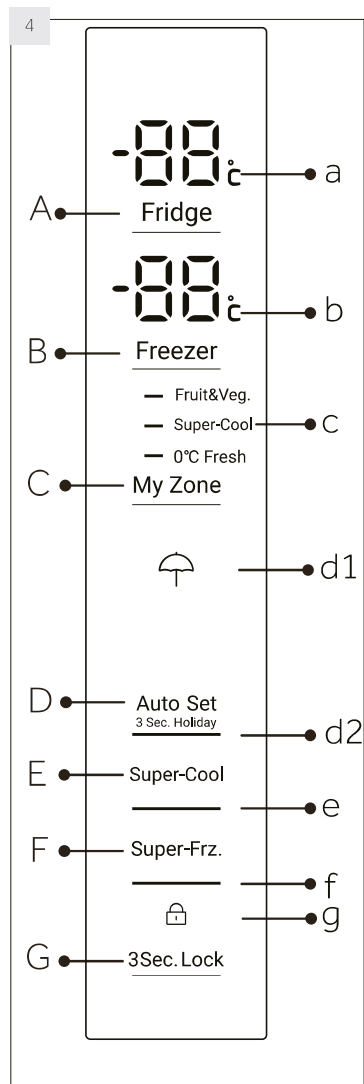 4
-88°c a
A Fridge
-88°c b
B Freezer
Fruit&Veg.
Super-Cool c
0°C Fresh
C My Zone
d1
D Auto Set
3 Sec. Holiday
d2
E Super-Cool
e
F Super-Frz.
f
g
G 3Sec. Lock